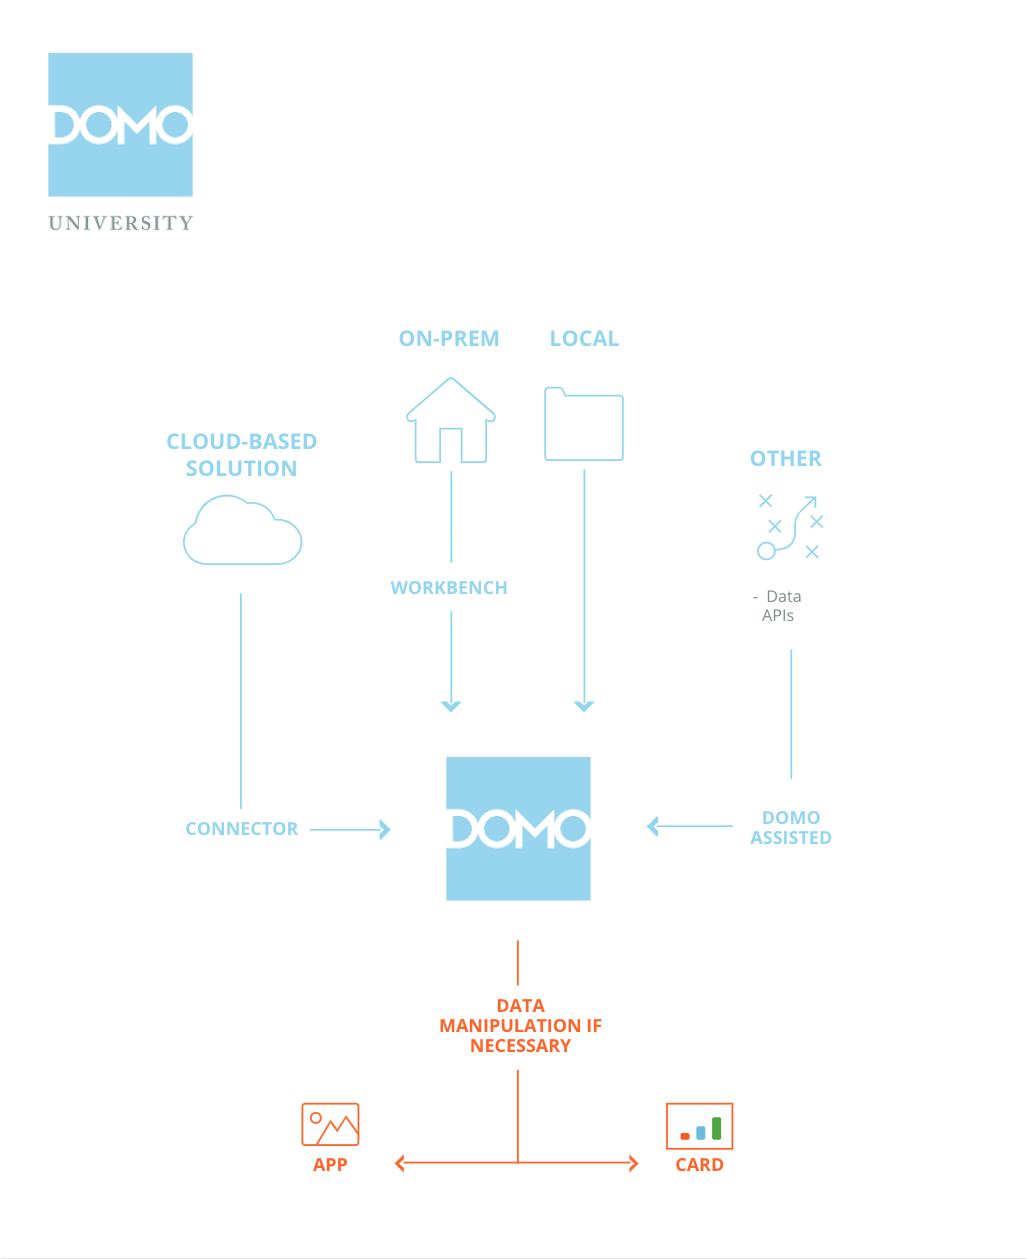 DOMO
UNIVERSITY
ON-PREM
LOCAL
CLOUD-BASED
SOLUTION
OTHER
WORKBENCH
- Data
APIs
CONNECTOR
DOMO
DOMO
ASSISTED
DATA
MANIPULATION IF
NECESSARY
APP
CARD